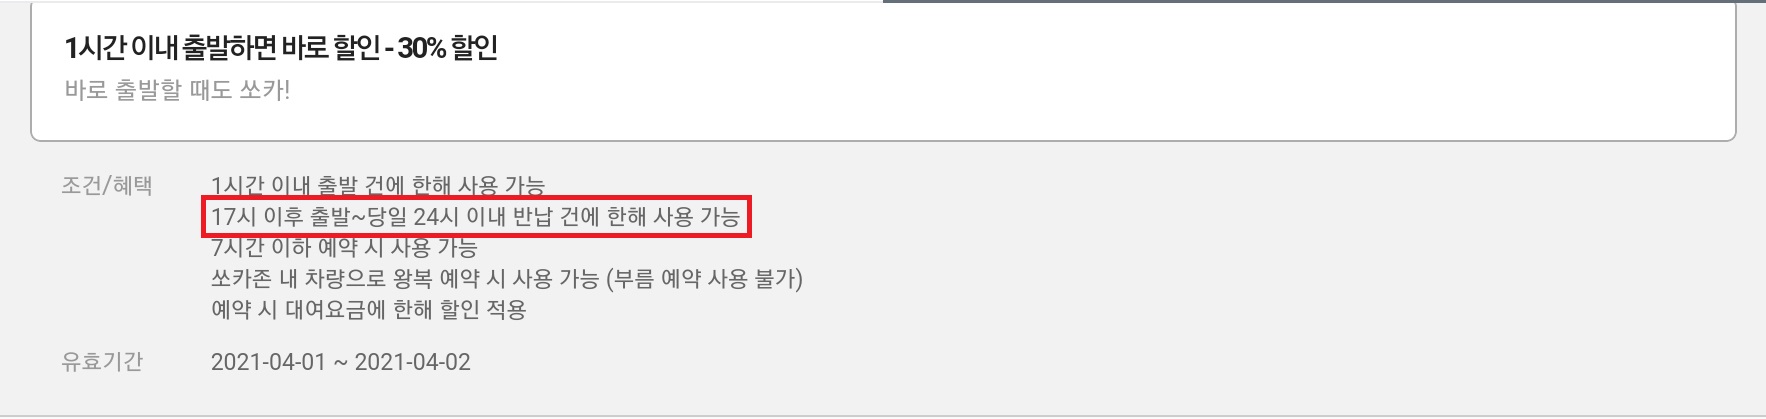 1시간 이내 출발하면 바로 할인 - 30% 할인
바로 출발할 때도 쏘카!
조건/혜택
1시간 이내 출발 건에 한해 사용 가능
17시 이후 출발~당일 24시 이내 반납 건에 한해 사용 가능
7시간 이하 예약 시 사용 가능
쏘카존 내 차량으로 왕복 예약 시 사용 가능 (부름 예약 사용 불가)
예약 시 대여요금에 한해 할인 적용
유효기간
2021-04-01 ~ 2021-04-02